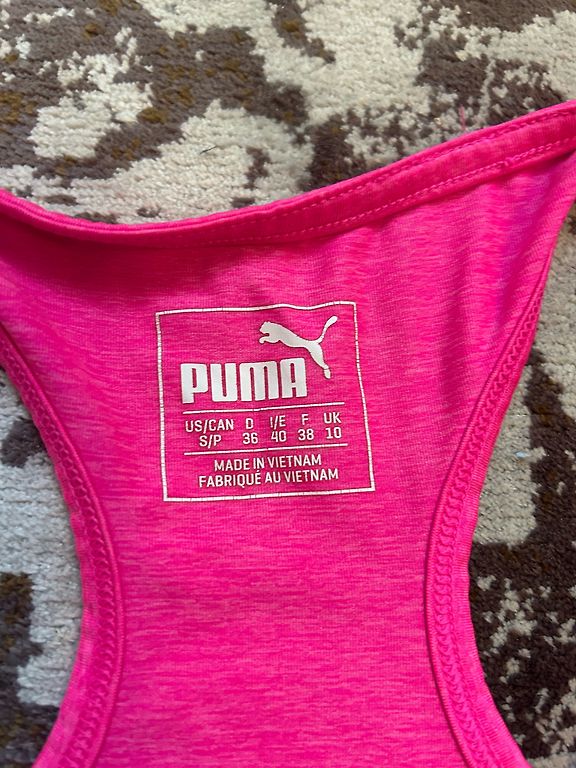 PUMA
US/CAN D I/E F UK
S/P 36 40 38 10
MADE IN VIETNAM
FABRIQUÉ AU VIETNAM